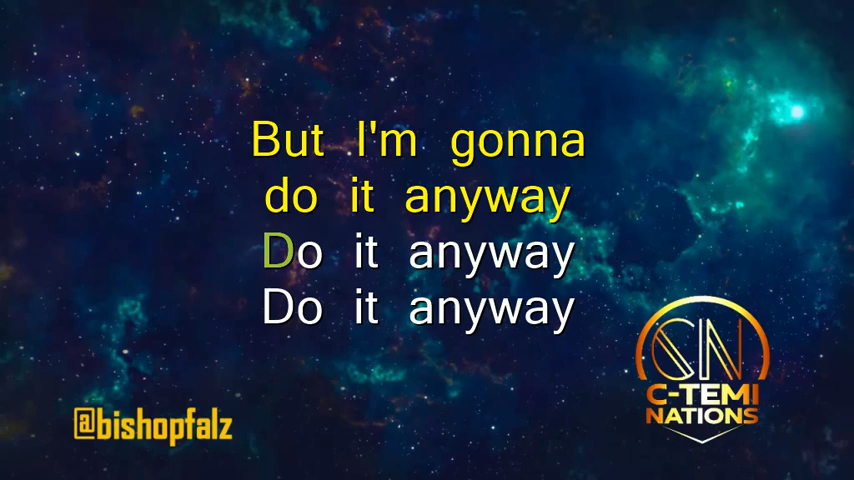 But I'm gonna
do it anyway
Do it anyway
Do it anyway
CN
C-TEMI
NATIONS
@bishopfalz